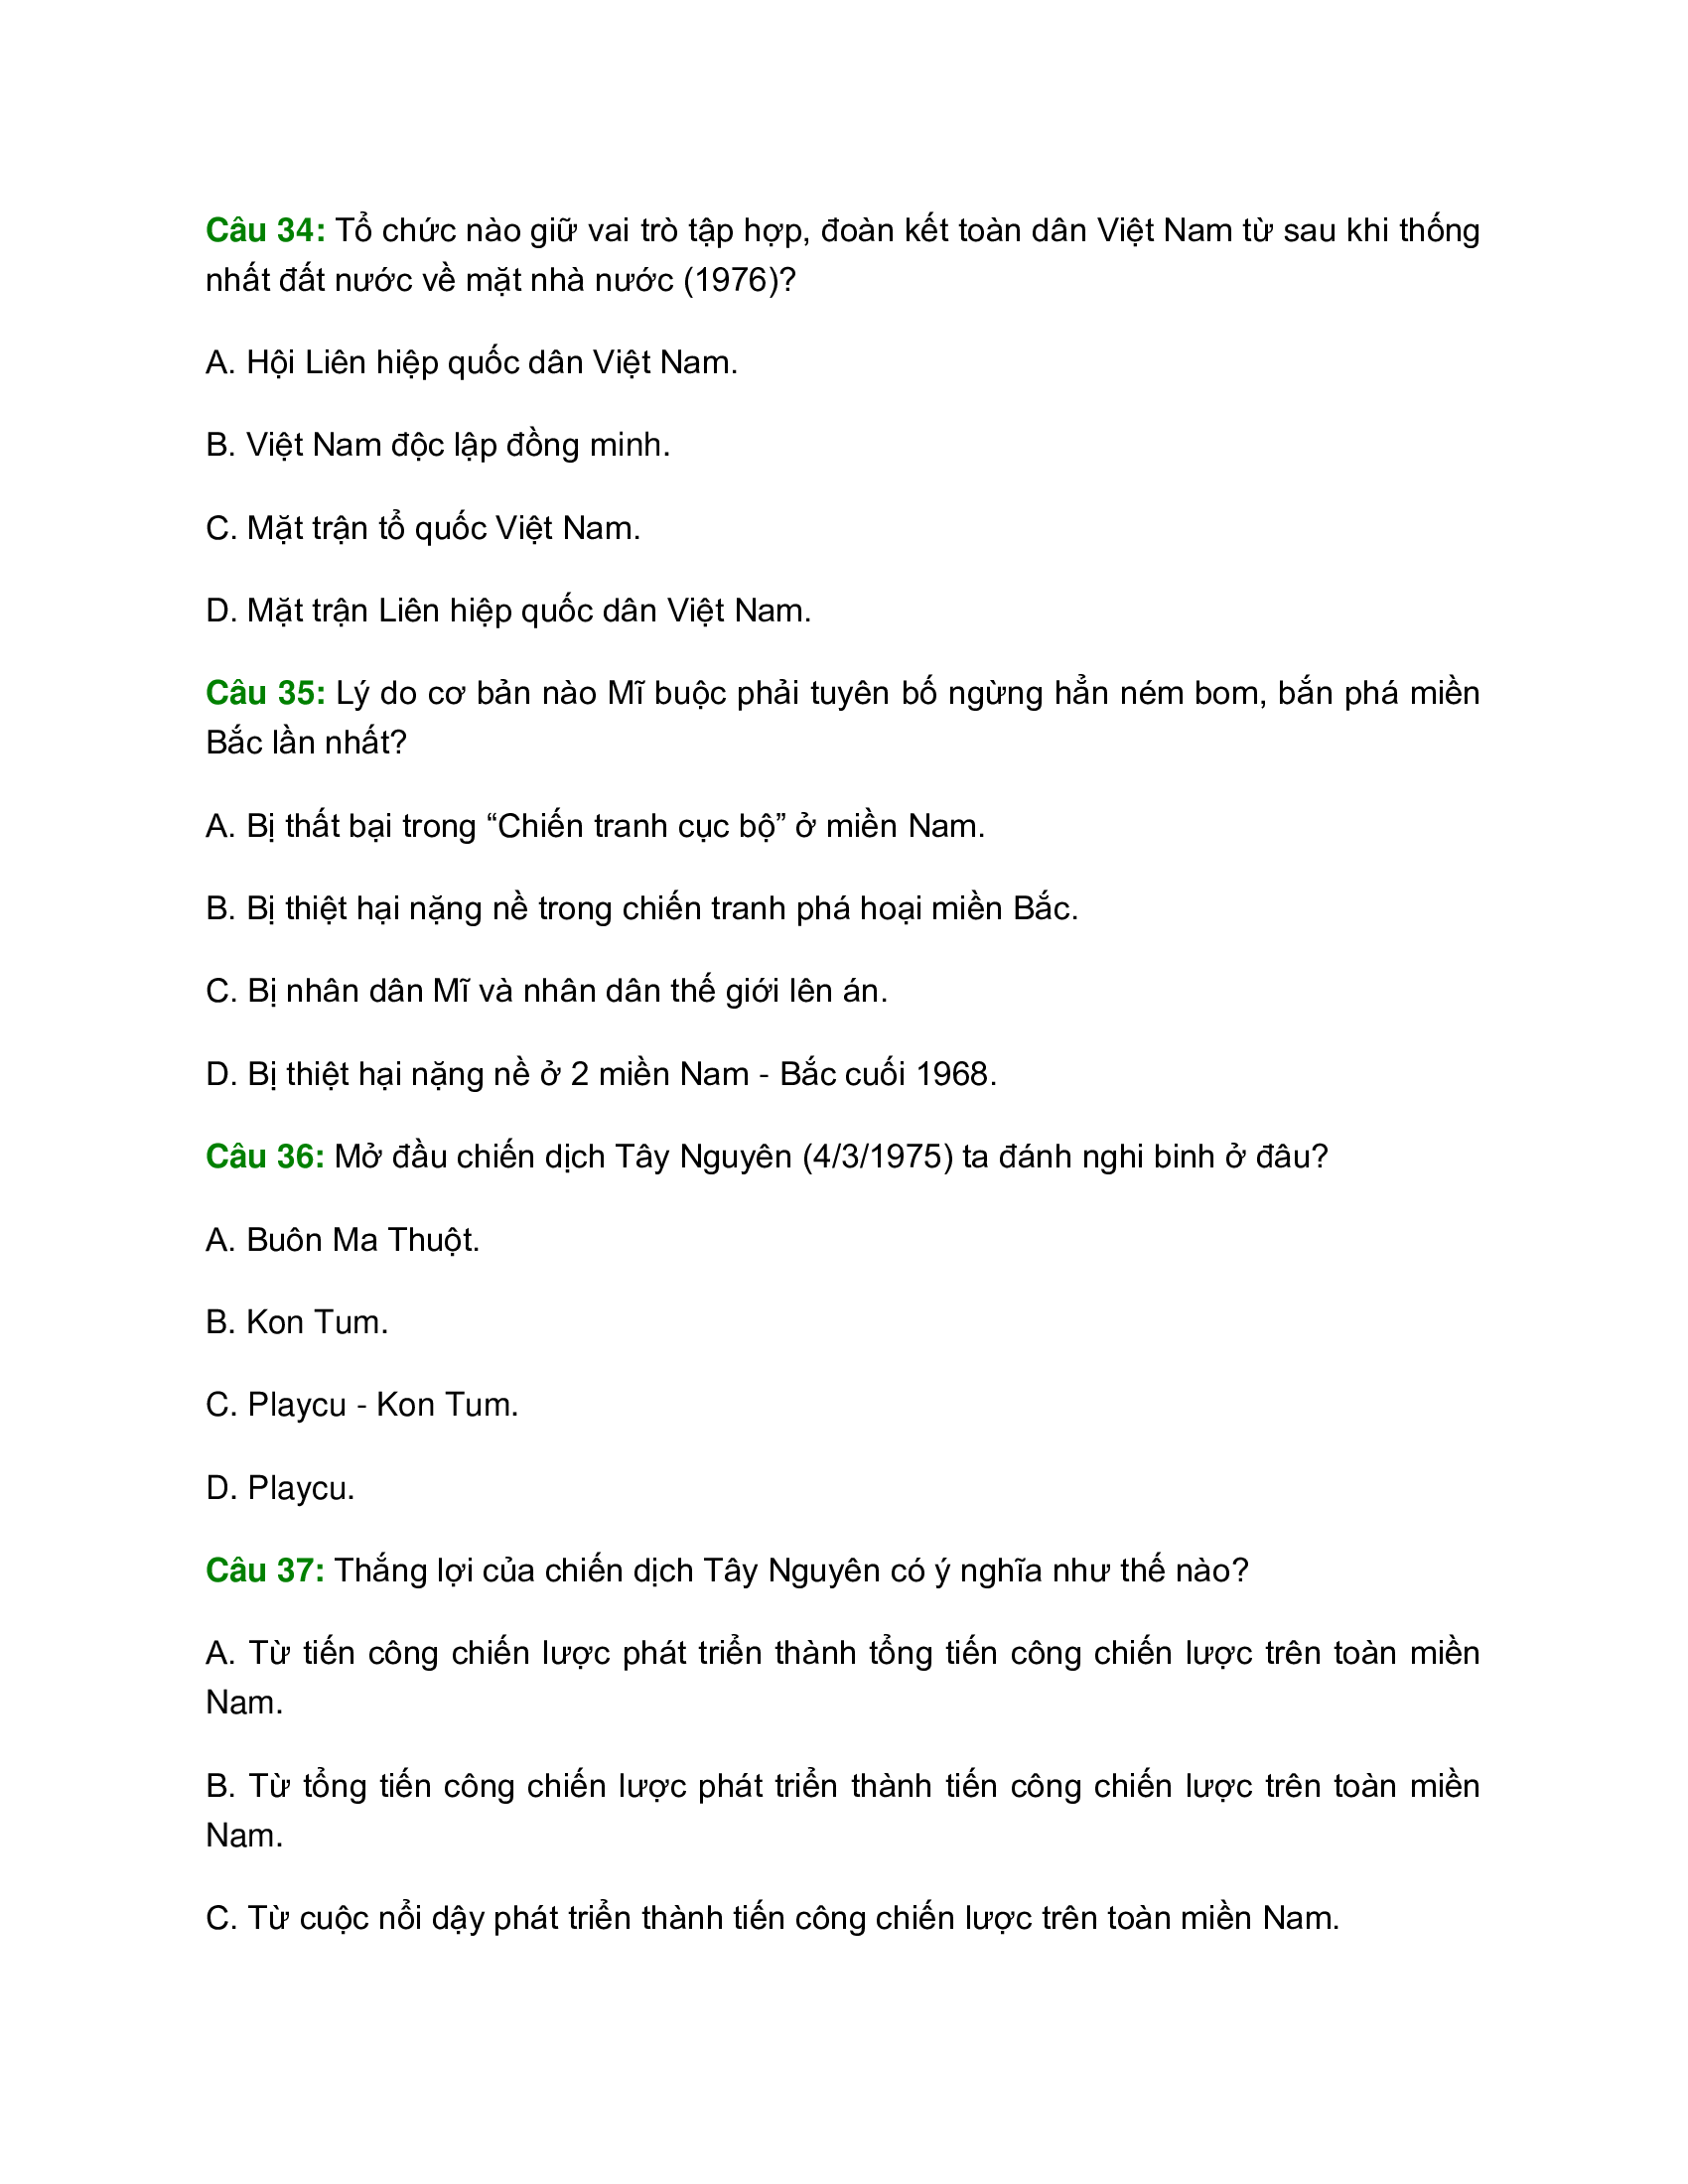 Câu 34: Tổ chức nào giữ vai trò tập hợp, đoàn kết toàn dân Việt Nam từ sau khi thống
nhất đất nước về mặt nhà nước (1976)?
A. Hội Liên hiệp quốc dân Việt Nam.
B. Việt Nam độc lập đồng minh.
C. Mặt trận tổ quốc Việt Nam.
D. Mặt trận Liên hiệp quốc dân Việt Nam.
Câu 35: Lý do cơ bản nào Mĩ buộc phải tuyên bố ngừng hẳn ném bom, bắn phá miền
Bắc lần nhất?
A. Bị thất bại trong “Chiến tranh cục bộ” ở miền Nam.
B. Bị thiệt hại nặng nề trong chiến tranh phá hoại miền Bắc.
C. Bị nhân dân Mĩ và nhân dân thế giới lên án.
D. Bị thiệt hại nặng nề ở 2 miền Nam - Bắc cuối 1968.
Câu 36: Mở đầu chiến dịch Tây Nguyên (4/3/1975) ta đánh nghi binh ở đâu?
A. Buôn Ma Thuột.
B. Kon Tum.
C. Playcu - Kon Tum.
D. Playcu.
Câu 37: Thắng lợi của chiến dịch Tây Nguyên có ý nghĩa như thế nào?
A. Từ tiến công chiến lược phát triển thành tổng tiến công chiến lược trên toàn miền
Nam.
B. Từ tổng tiến công chiến lược phát triển thành tiến công chiến lược trên toàn miền
Nam.
C. Từ cuộc nổi dậy phát triển thành tiến công chiến lược trên toàn miền Nam.